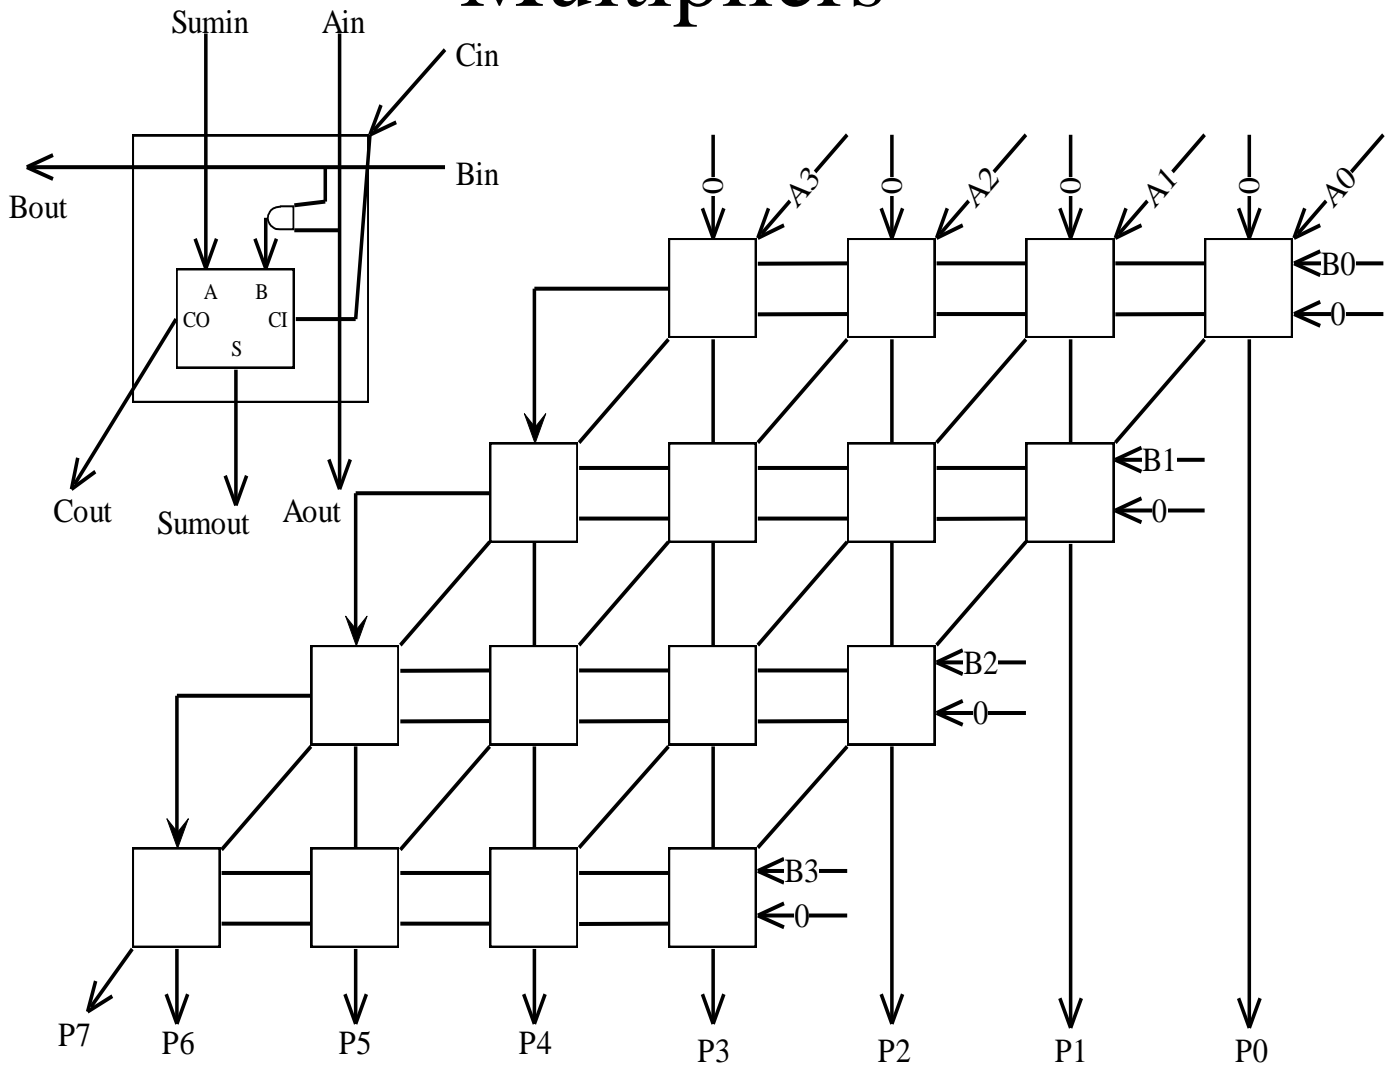 Multipliers
Sumin Ain
Cin
Bin
Bout
A B
CO CI
S
Cout Sumout Aout
0 A3 0 A2 0 A1 0 A0
B0
0
B1
0
B2
0
B3
0
P7 P6 P5 P4 P3 P2 P1 P0